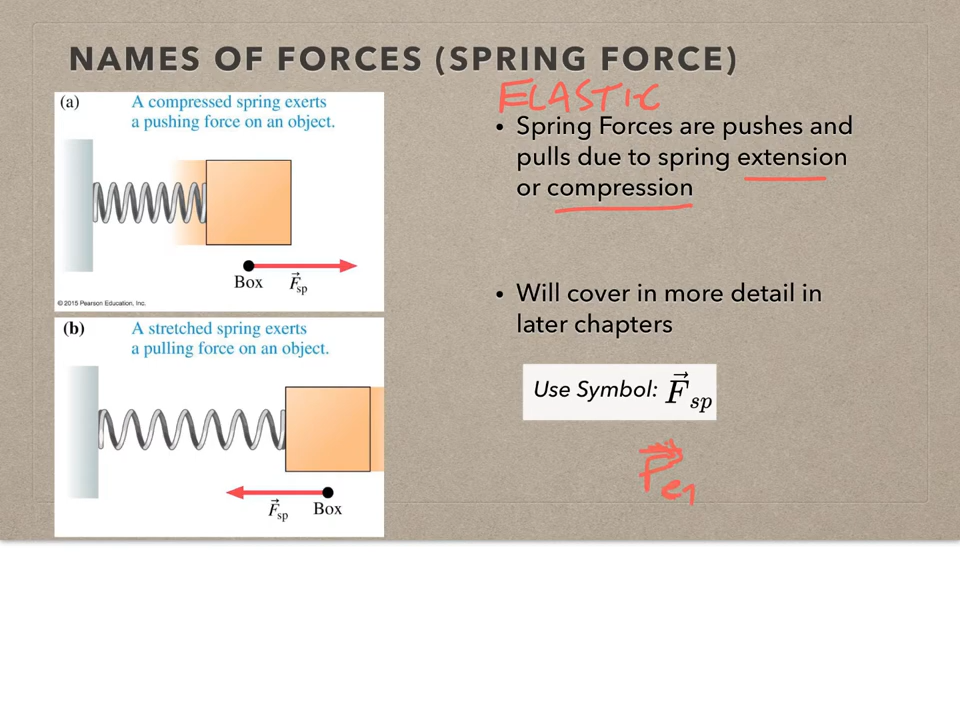 NAMES OF FORCES (SPRING FORCE)
(a) A compressed spring exerts
a pushing force on an object.
Box F⃗sp
© 2015 Pearson Education, Inc.
(b) A stretched spring exerts
a pulling force on an object.
F⃗sp Box
ELASTIC
• Spring Forces are pushes and
pulls due to spring extension
or compression
• Will cover in more detail in
later chapters
Use Symbol: F⃗sp